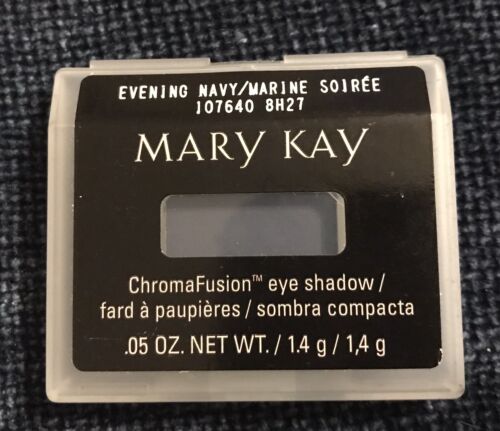 EVENING NAVY/MARINE SOIRÉE
107640 8H27
MARY KAY
ChromaFusion™ eye shadow /
fard à paupières / sombra compacta
.05 OZ. NET WT. / 1.4 g / 1,4 g